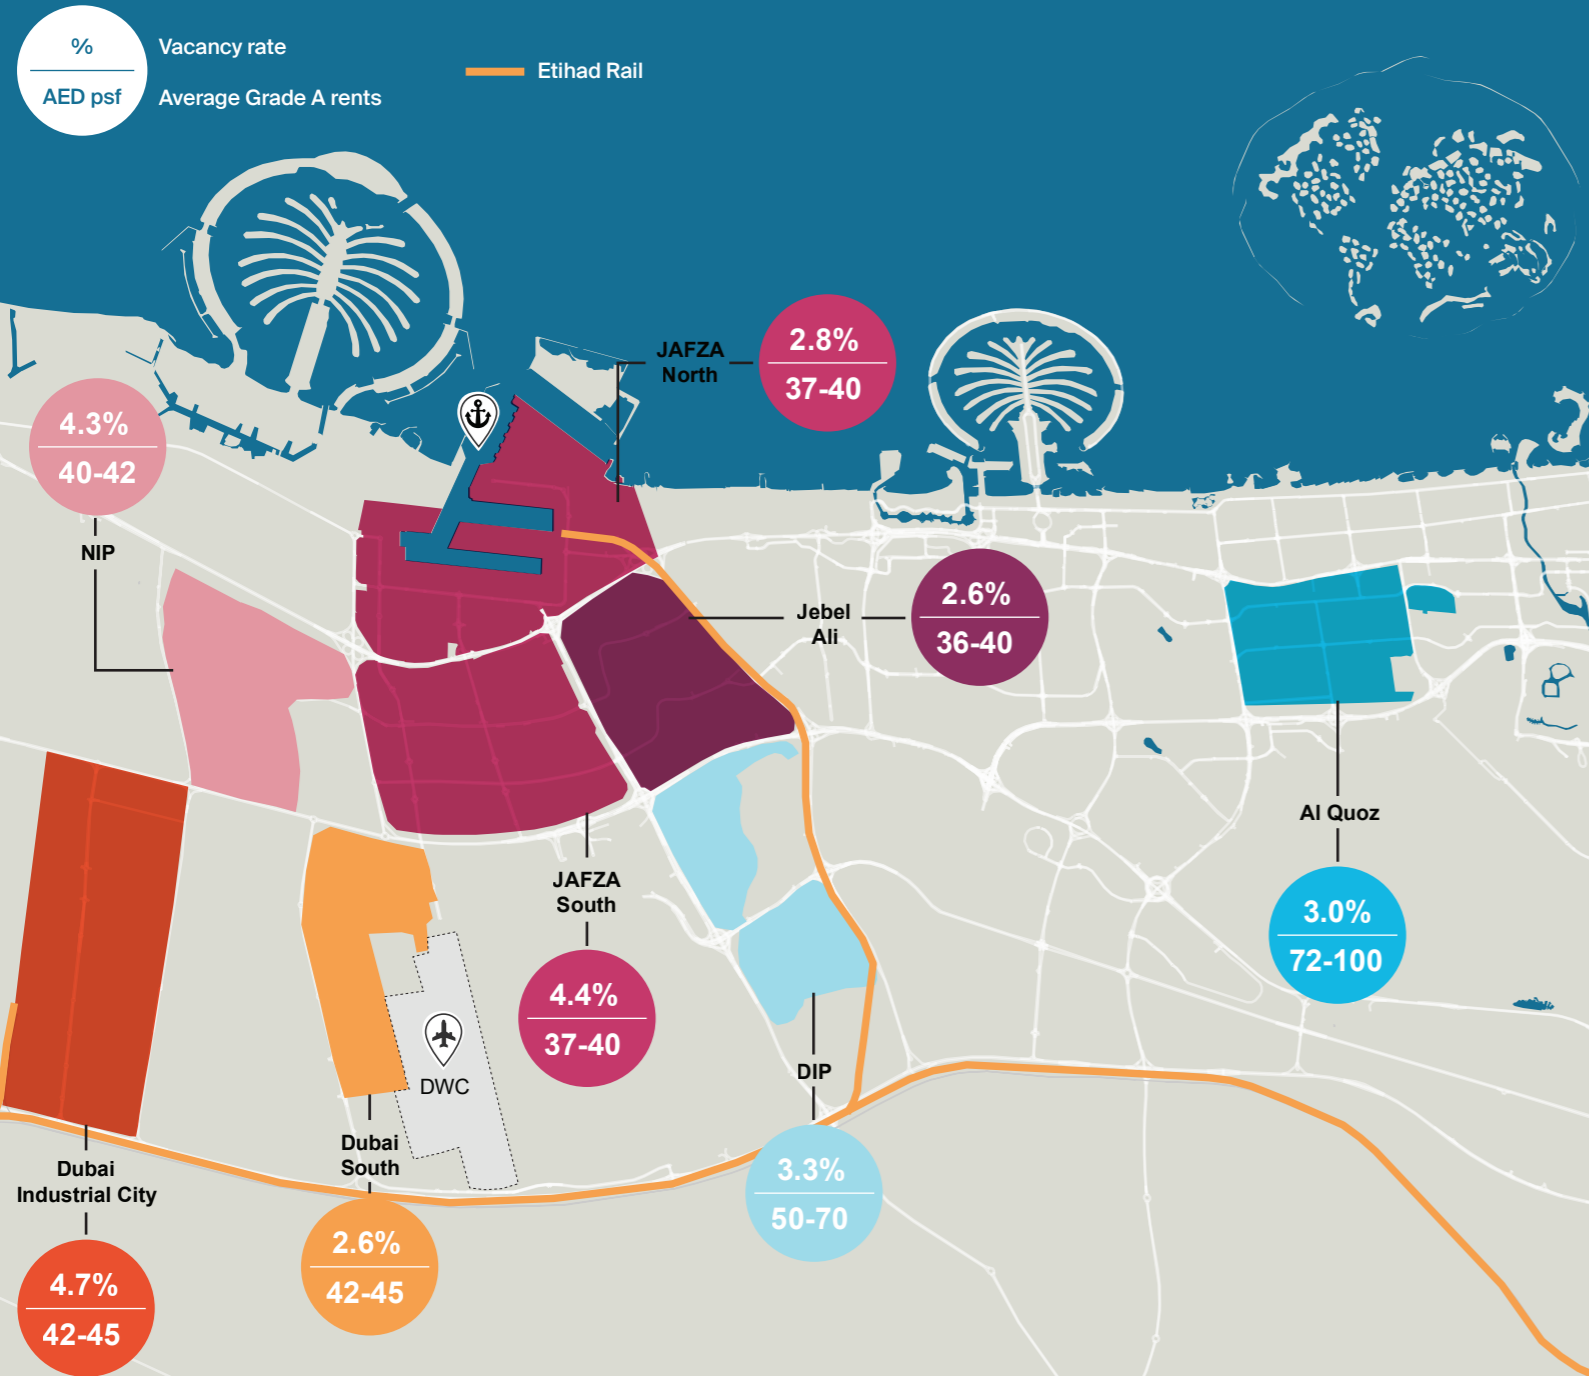 %
Vacancy rate
AED psf
Average Grade A rents
Etihad Rail
JAFZA
North
2.8%
37-40
4.3%
40-42
NIP
Jebel
Ali
2.6%
36-40
Al Quoz
3.0%
72-100
JAFZA
South
4.4%
37-40
DWC
DIP
3.3%
50-70
Dubai
South
2.6%
42-45
Dubai
Industrial City
4.7%
42-45